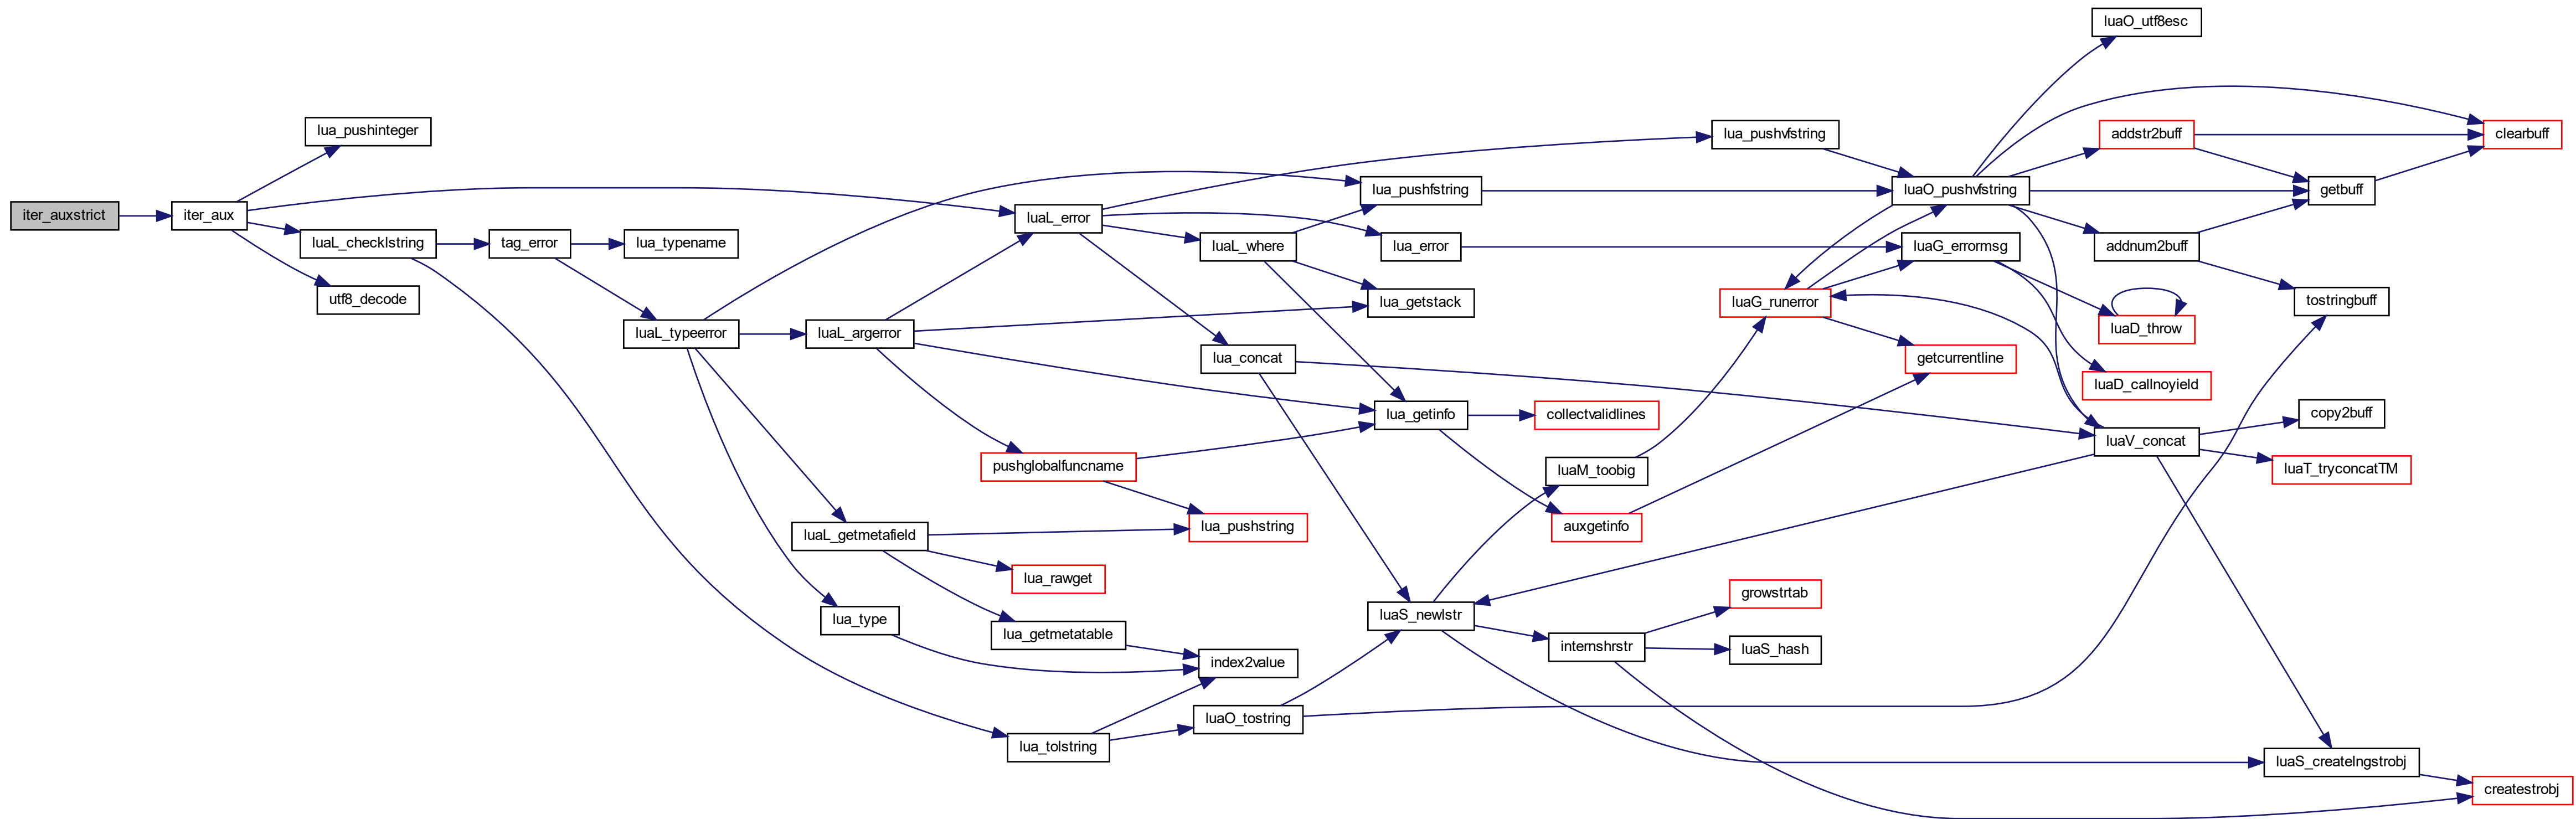 luaO_utf8esc
lua_pushinteger
lua_pushvfstring
addstr2buff
clearbuff
iter_auxstrict
iter_aux
luaL_error
lua_pushfstring
luaO_pushvfstring
getbuff
luaL_checklstring
tag_error
lua_typename
luaL_where
lua_error
luaG_errormsg
addnum2buff
utf8_decode
lua_getstack
luaG_runerror
tostringbuff
luaL_typeerror
luaL_argerror
lua_concat
getcurrentline
luaD_throw
luaD_callnoyield
lua_getinfo
collectvalidlines
copy2buff
luaV_concat
pushglobalfuncname
luaM_toobig
luaT_tryconcatTM
luaL_getmetafield
lua_pushstring
auxgetinfo
lua_rawget
growstrtab
lua_type
lua_getmetatable
luaS_newlstr
internshrstr
luaS_hash
index2value
luaO_tostring
lua_tolstring
luaS_createlngstrobj
createstrobj